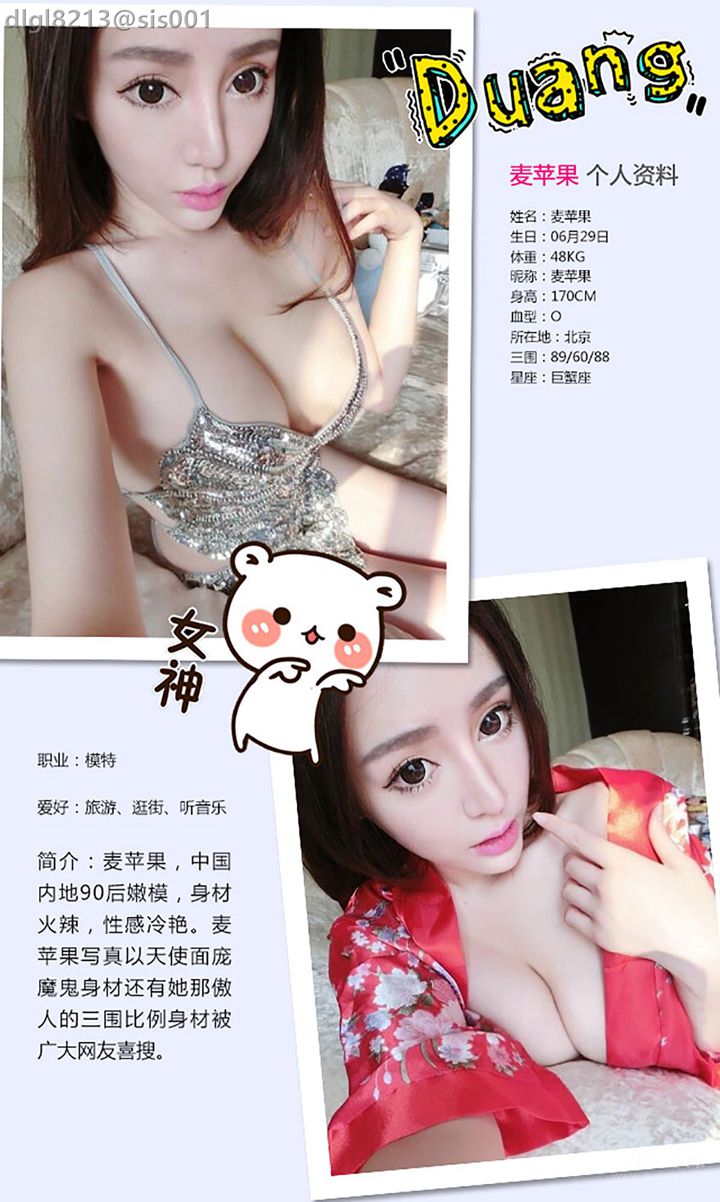 dlgl8213@sis001
"Duang"
麦苹果 个人资料
姓名：麦苹果
生日：06月29日
体重：48KG
昵称：麦苹果
身高：170CM
血型：O
所在地：北京
三围：89/60/88
星座：巨蟹座
女神
职业：模特
爱好：旅游、逛街、听音乐
简介：麦苹果，中国
内地90后嫩模，身材
火辣，性感冷艳。麦
苹果写真以天使面庞
魔鬼身材还有她那傲
人的三围比例身材被
广大网友喜搜。